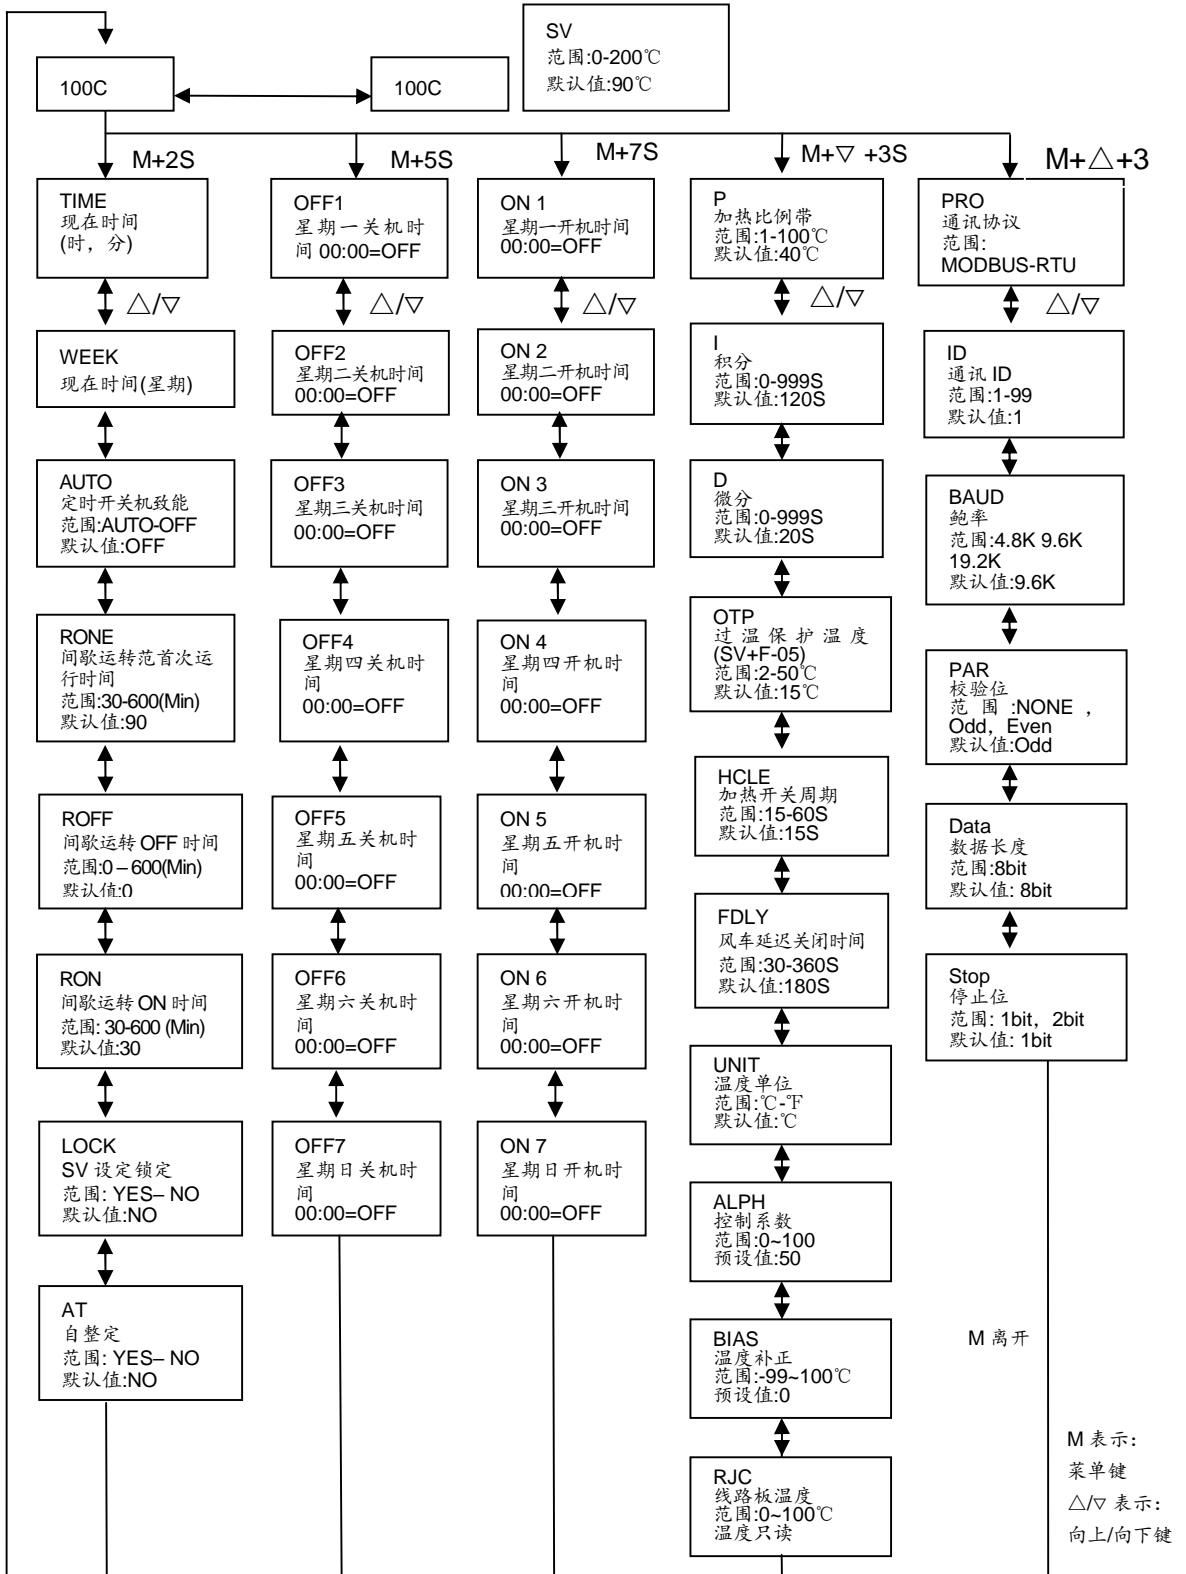 SV
范围:0-200℃
默认值:90℃
100C
100C
M+2S
M+5S
M+7S
M+▽ +3S
M+△+3
TIME
现在时间
(时，分)
△/▽
WEEK
现在时间(星期)
AUTO
定时开关机致能
范围:AUTO-OFF
默认值:OFF
RONE
间歇运转范首次运
行时间
范围:30-600(Min)
默认值:90
ROFF
间歇运转 OFF 时间
范围:0 – 600(Min)
默认值:0
RON
间歇运转 ON 时间
范围: 30-600 (Min)
默认值:30
LOCK
SV 设定锁定
范围: YES– NO
默认值:NO
AT
自整定
范围: YES– NO
默认值:NO
OFF1
星期一关机时
间 00:00=OFF
△/▽
OFF2
星期二关机时间
00:00=OFF
OFF3
星期三关机时间
00:00=OFF
OFF4
星期四关机时
间
00:00=OFF
OFF5
星期五关机时
间
00:00=OFF
OFF6
星期六关机时
间
00:00=OFF
OFF7
星期日关机时
间
00:00=OFF
ON 1
星期一开机时间
00:00=OFF
△/▽
ON 2
星期二开机时间
00:00=OFF
ON 3
星期三开机时间
00:00=OFF
ON 4
星期四开机时
间
00:00=OFF
ON 5
星期五开机时
间
00:00=OFF
ON 6
星期六开机时
间
00:00=OFF
ON 7
星期日开机时
间
00:00=OFF
P
加热比例带
范围:1-100℃
默认值:40℃
△/▽
I
积分
范围:0-999S
默认值:120S
D
微分
范围:0-999S
默认值:20S
OTP
过温保护温度
(SV+F-05)
范围:2-50℃
默认值:15℃
HCLE
加热开关周期
范围:15-60S
默认值:15S
FDLY
风车延迟关闭时间
范围:30-360S
默认值:180S
UNIT
温度单位
范围:℃-℉
默认值:℃
ALPH
控制系数
范围:0~100
预设值:50
BIAS
温度补正
范围:-99~100℃
预设值:0
RJC
线路板温度
范围:0~100℃
温度只读
PRO
通讯协议
范围:
MODBUS-RTU
△/▽
ID
通讯 ID
范围:1-99
默认值:1
BAUD
鲍率
范围:4.8K 9.6K
19.2K
默认值:9.6K
PAR
校验位
范 围 :NONE ，
Odd，Even
默认值:Odd
Data
数据长度
范围:8bit
默认值: 8bit
Stop
停止位
范围: 1bit，2bit
默认值: 1bit
M 离开
M 表示：
菜单键
△/▽ 表示：
向上/向下键